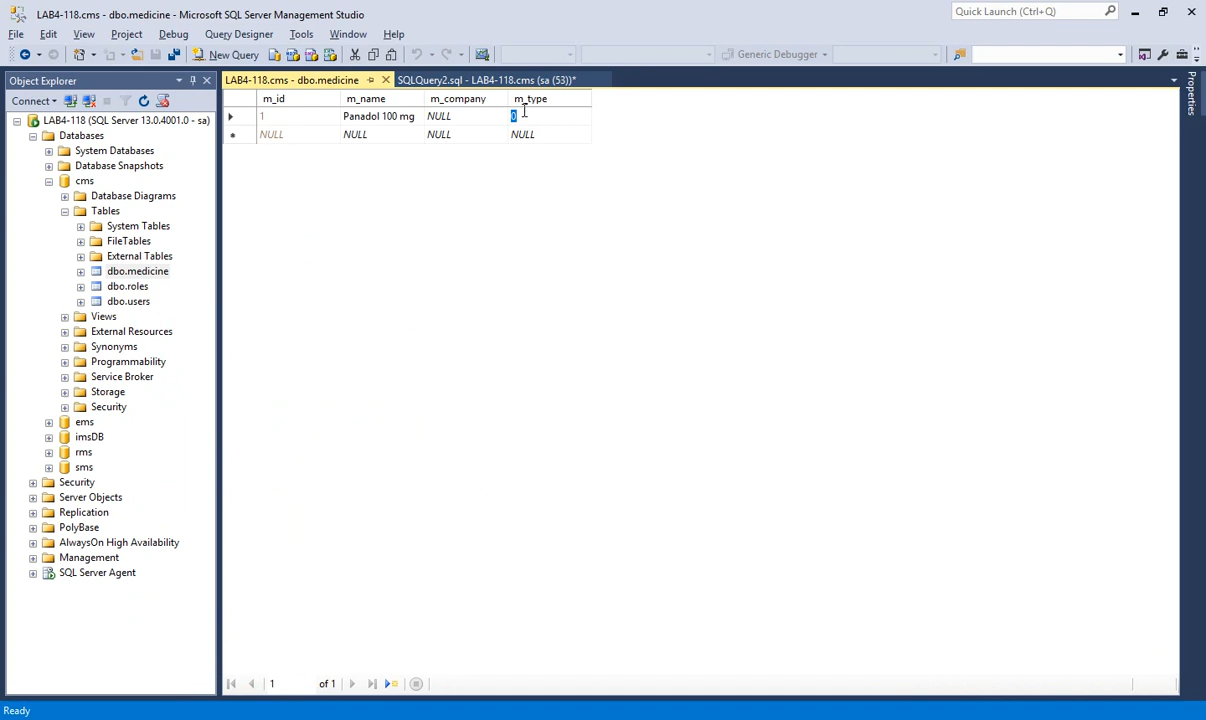 LAB4-118.cms - dbo.medicine - Microsoft SQL Server Management Studio
Quick Launch (Ctrl+Q)
File Edit View Project Debug Query Designer Tools Window Help
New Query
Generic Debugger
Object Explorer
LAB4-118.cms - dbo.medicine
SQLQuery2.sql - LAB4-118.cms (sa (53))*
Properties
Connect
m_id m_name m_company m_type
1 Panadol 100 mg NULL 0
NULL NULL NULL NULL
LAB4-118 (SQL Server 13.0.4001.0 - sa)
Databases
System Databases
Database Snapshots
cms
Database Diagrams
Tables
System Tables
FileTables
External Tables
dbo.medicine
dbo.roles
dbo.users
Views
External Resources
Synonyms
Programmability
Service Broker
Storage
Security
ems
imsDB
rms
sms
Security
Server Objects
Replication
PolyBase
AlwaysOn High Availability
Management
SQL Server Agent
1 of 1
Ready